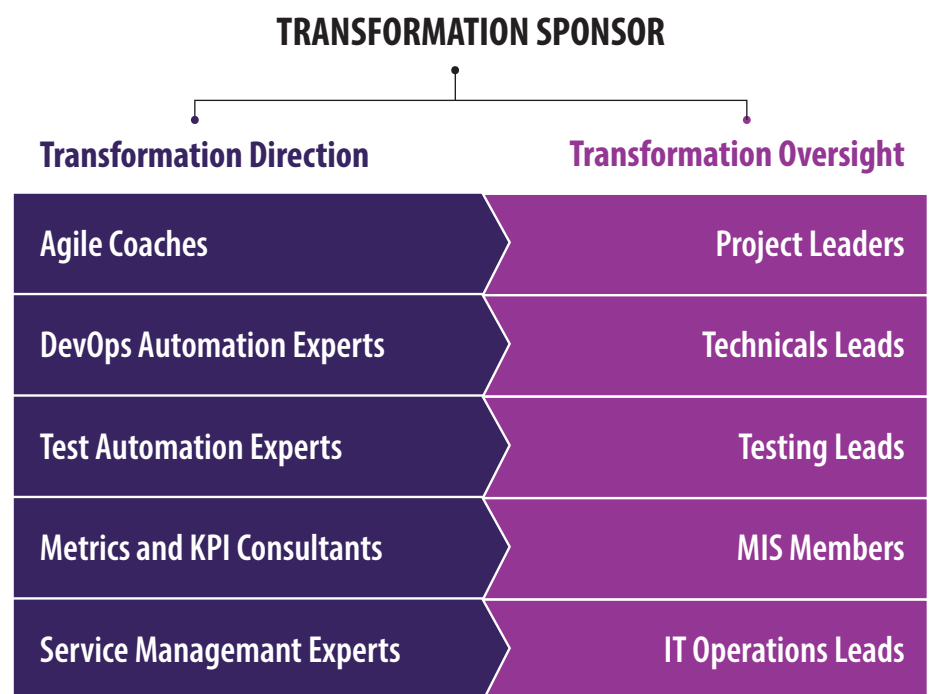 TRANSFORMATION SPONSOR
Transformation Direction
Transformation Oversight
Agile Coaches
Project Leaders
DevOps Automation Experts
Technicals Leads
Test Automation Experts
Testing Leads
Metrics and KPI Consultants
MIS Members
Service Managemant Experts
IT Operations Leads